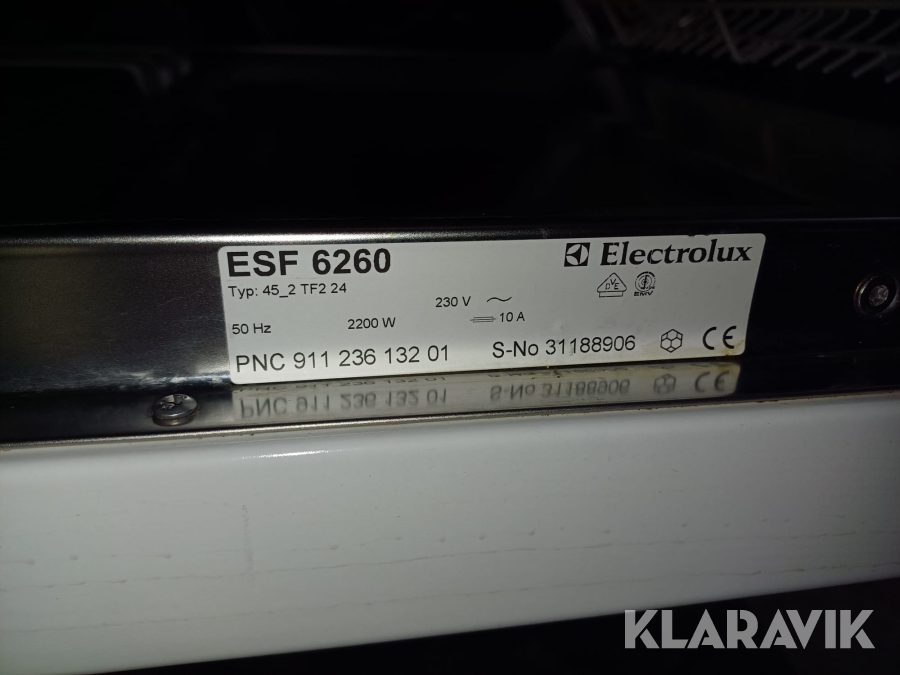 ESF 6260
Electrolux
Typ: 45_2 TF2 24
230 V
50 Hz
2200 W
10 A
PNC 911 236 132 01
S-No 31188906
CE
KLARAVIK